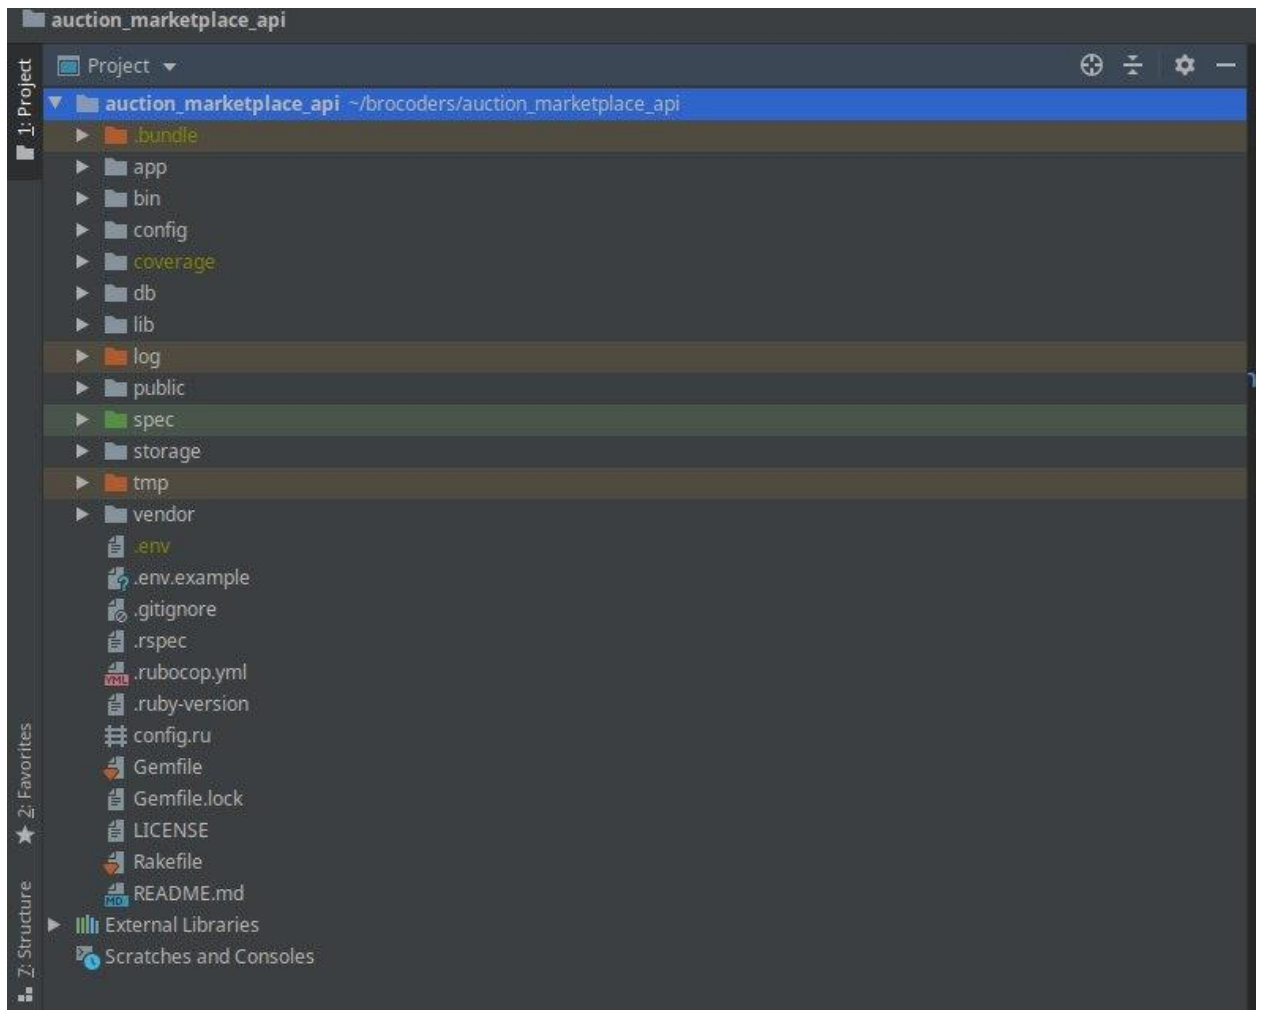 auction_marketplace_api
1: Project
Project
auction_marketplace_api ~/brocoders/auction_marketplace_api
.bundle
app
bin
config
coverage
db
lib
log
public
spec
storage
tmp
vendor
.env
.env.example
.gitignore
.rspec
YML .rubocop.yml
.ruby-version
config.ru
Gemfile
Gemfile.lock
LICENSE
Rakefile
MD README.md
External Libraries
Scratches and Consoles
2: Favorites
7: Structure